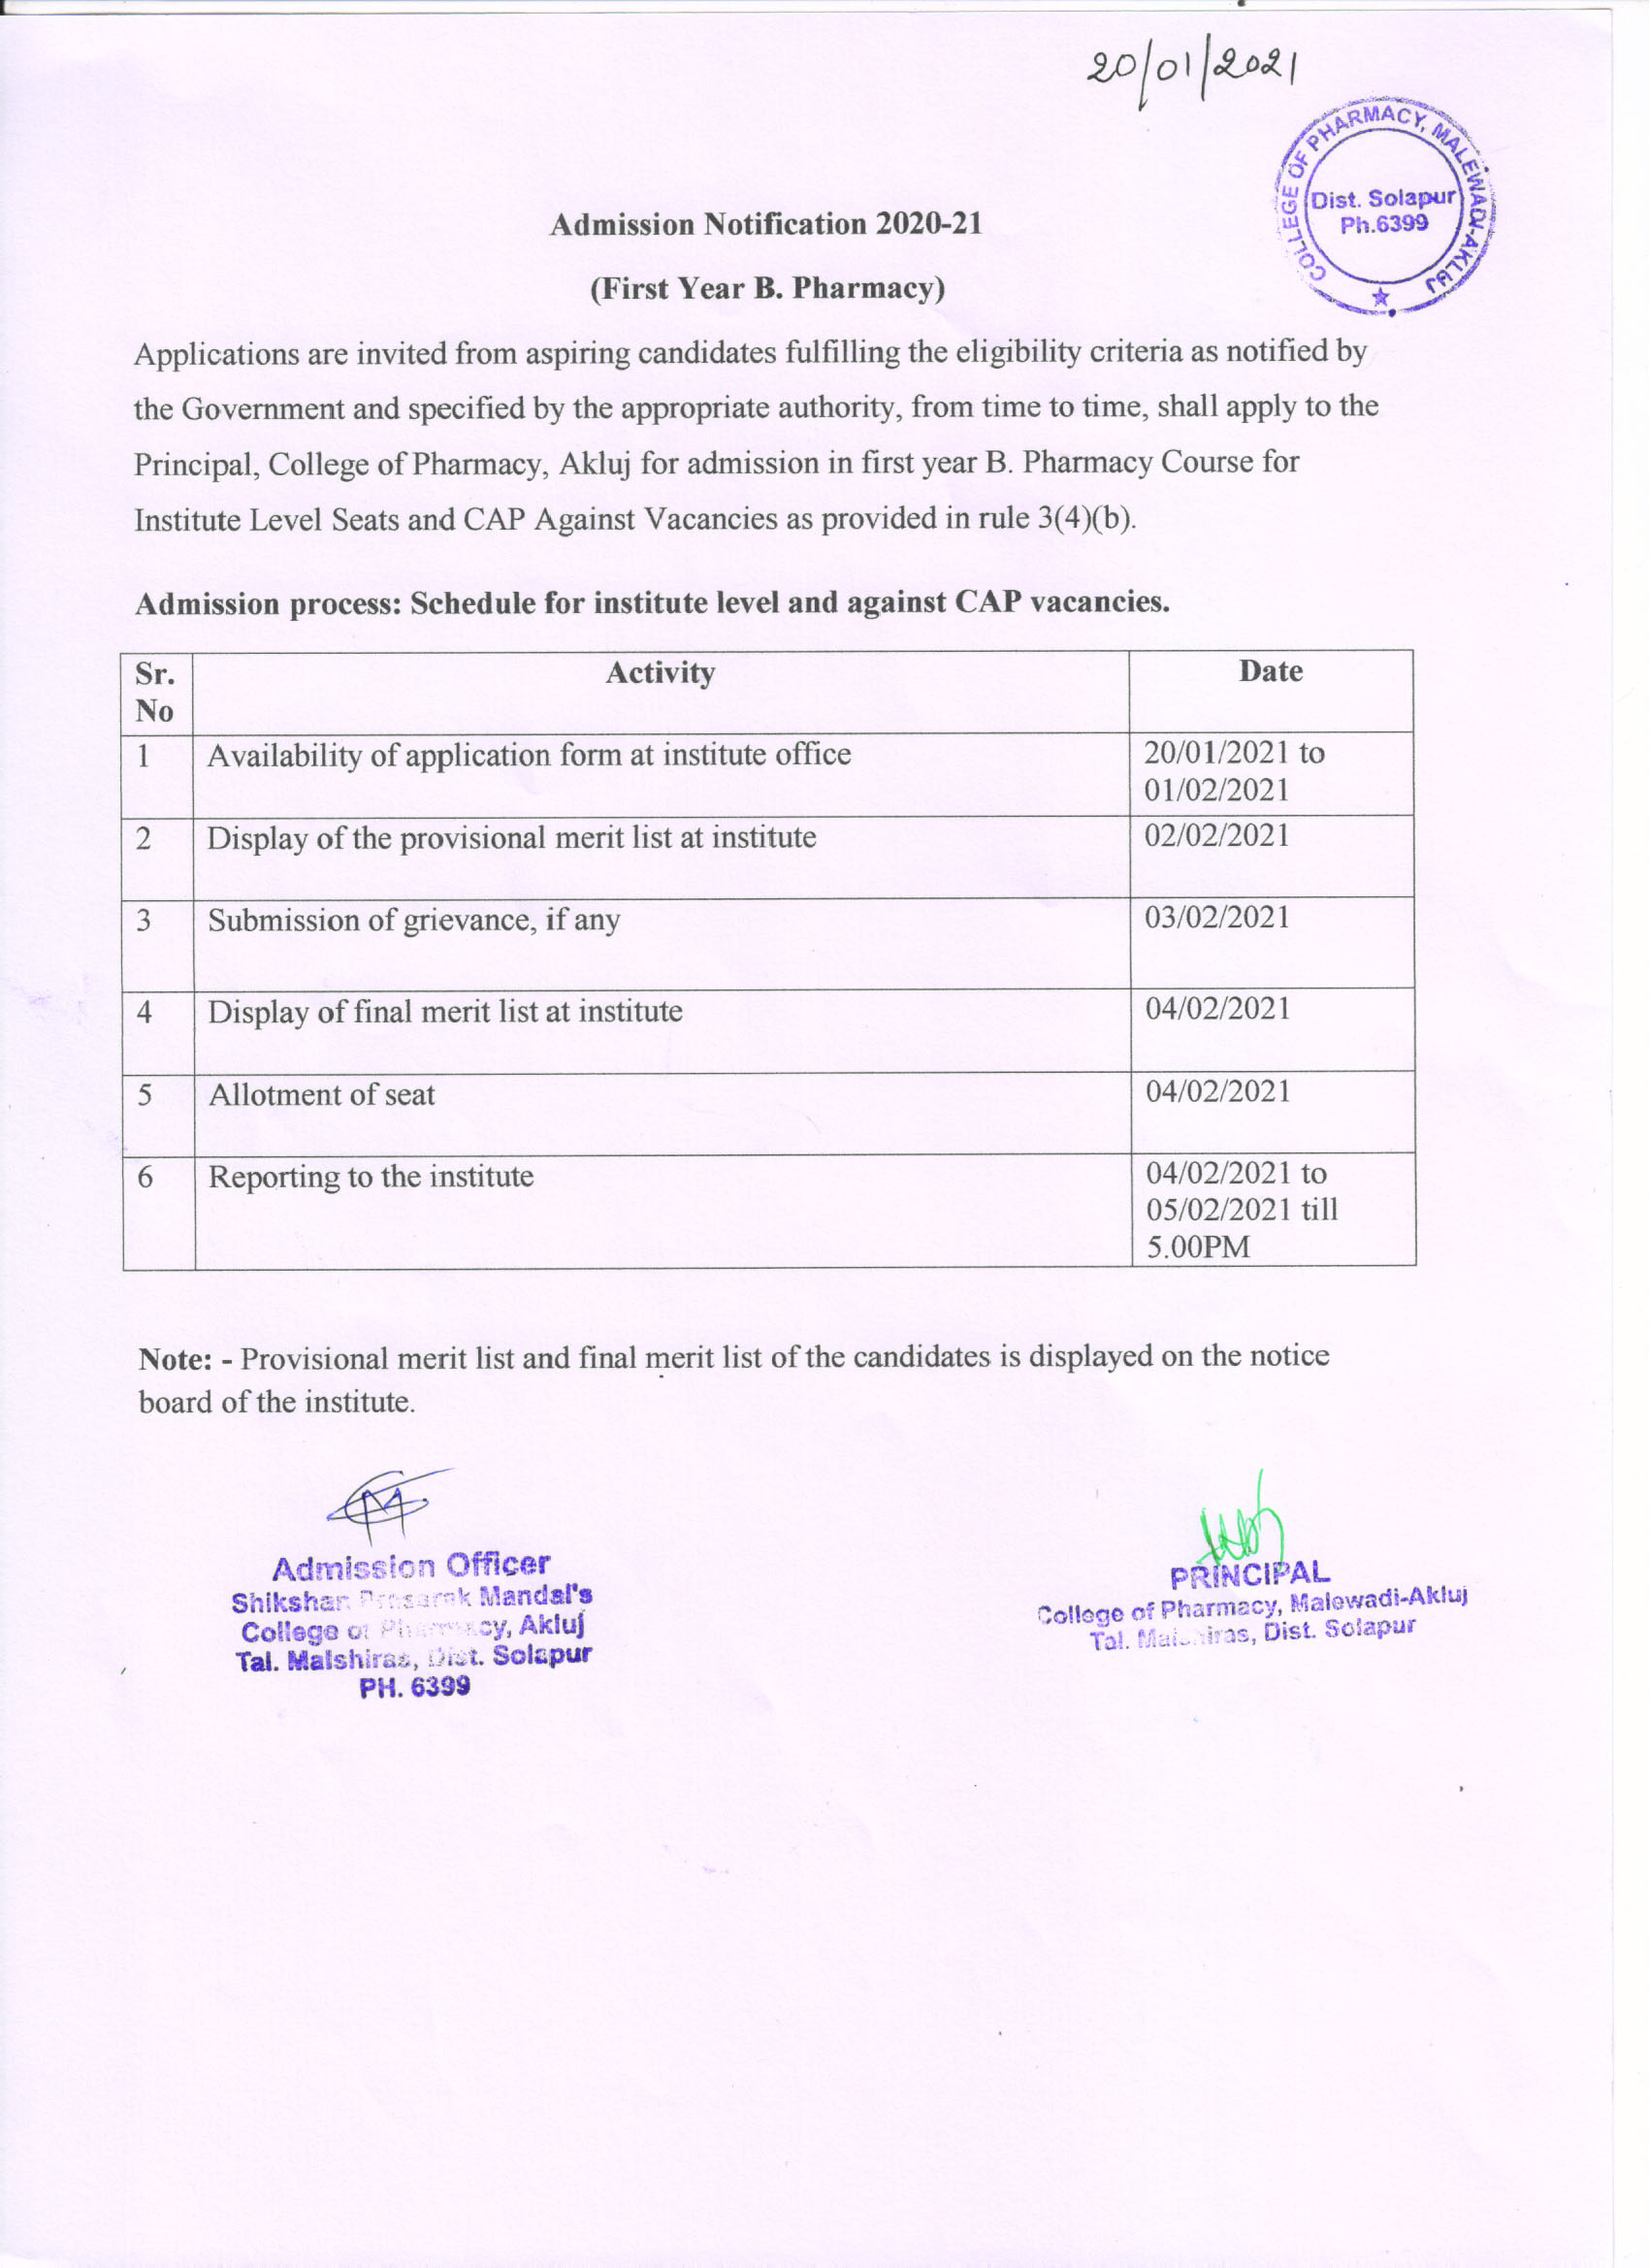 20/01/2021
COLLEGE OF PHARMACY, MALEWADI-AKLUJ
Dist. Solapur
Ph.6399
Admission Notification 2020-21
(First Year B. Pharmacy)
Applications are invited from aspiring candidates fulfilling the eligibility criteria as notified by
the Government and specified by the appropriate authority, from time to time, shall apply to the
Principal, College of Pharmacy, Akluj for admission in first year B. Pharmacy Course for
Institute Level Seats and CAP Against Vacancies as provided in rule 3(4)(b).
Admission process: Schedule for institute level and against CAP vacancies.
Sr. No Activity Date
1 Availability of application form at institute office 20/01/2021 to
01/02/2021
2 Display of the provisional merit list at institute 02/02/2021
3 Submission of grievance, if any 03/02/2021
4 Display of final merit list at institute 04/02/2021
5 Allotment of seat 04/02/2021
6 Reporting to the institute 04/02/2021 to
05/02/2021 till
5.00PM
Note: - Provisional merit list and final merit list of the candidates is displayed on the notice
board of the institute.
Admission Officer
Shikshan Prasarak Mandal's
College of Pharmacy, Akluj
Tal. Malshiras, Dist. Solapur
PH. 6399
PRINCIPAL
College of Pharmacy, Malewadi-Akluj
Tal. Malshiras, Dist. Solapur